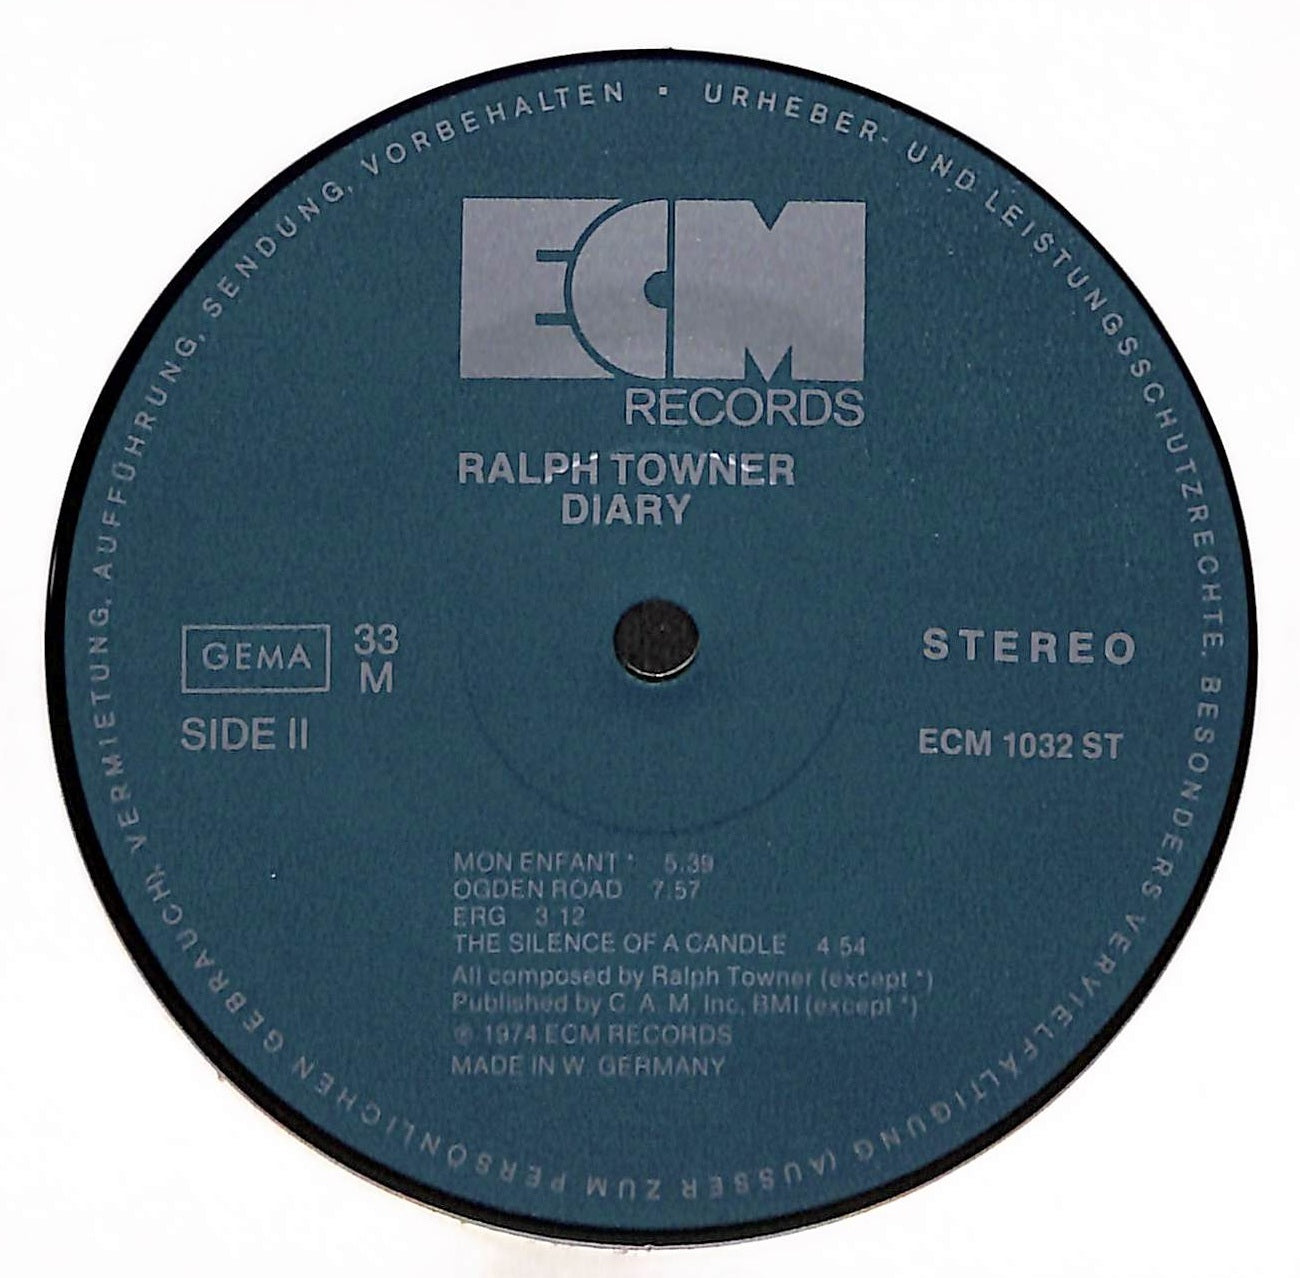 URHEBER- UND LEISTUNGSSCHUTZRECHTE, BESONDERS VERVIELFÄLTIGUNG (AUSSER ZUM PERSÖNLICHEN GEBRAUCH), VERMIETUNG, AUFFÜHRUNG, SENDUNG, VORBEHALTEN •
ECM
RECORDS
RALPH TOWNER
DIARY
GEMA 33
M
SIDE II
STEREO
ECM 1032 ST
MON ENFANT * 5.39
OGDEN ROAD 7.57
ERG 3 12
THE SILENCE OF A CANDLE 4 54
All composed by Ralph Towner (except *)
Published by C. A. M. Inc, BMI (except *)
℗ 1974 ECM RECORDS
MADE IN W. GERMANY